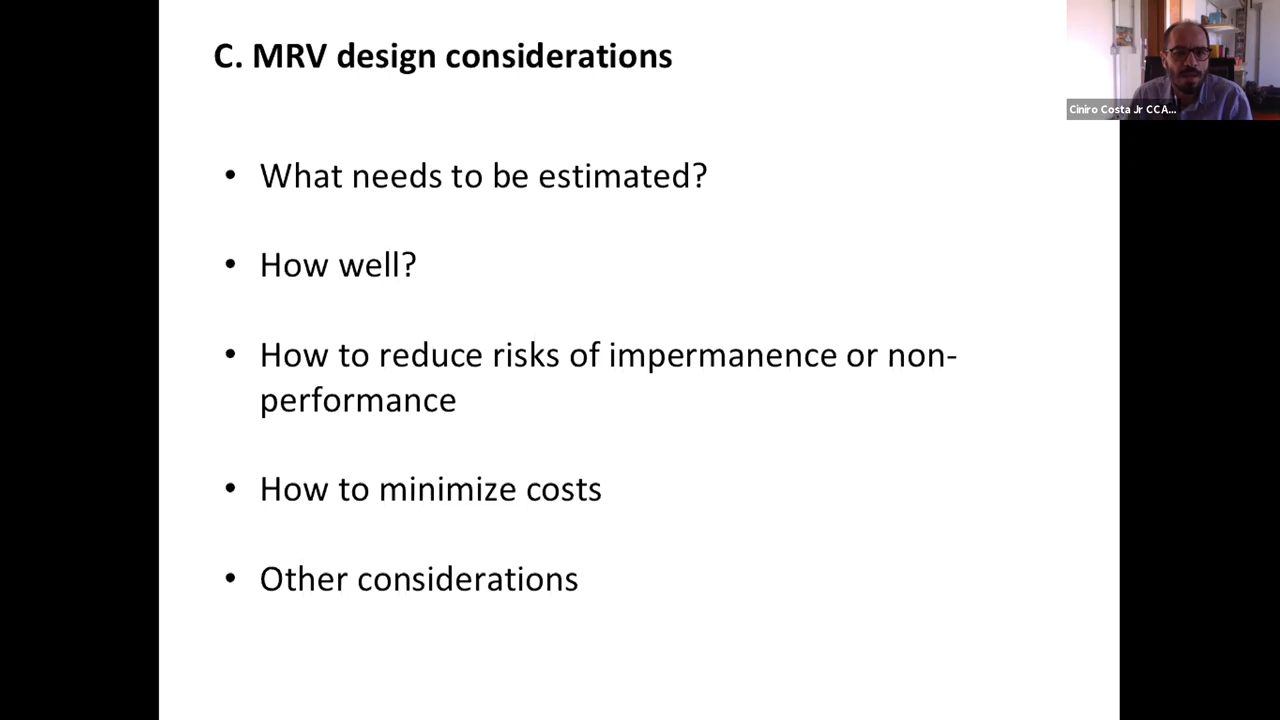 C. MRV design considerations
Ciniro Costa Jr CCA...
• What needs to be estimated?
• How well?
• How to reduce risks of impermanence or non-
performance
• How to minimize costs
• Other considerations